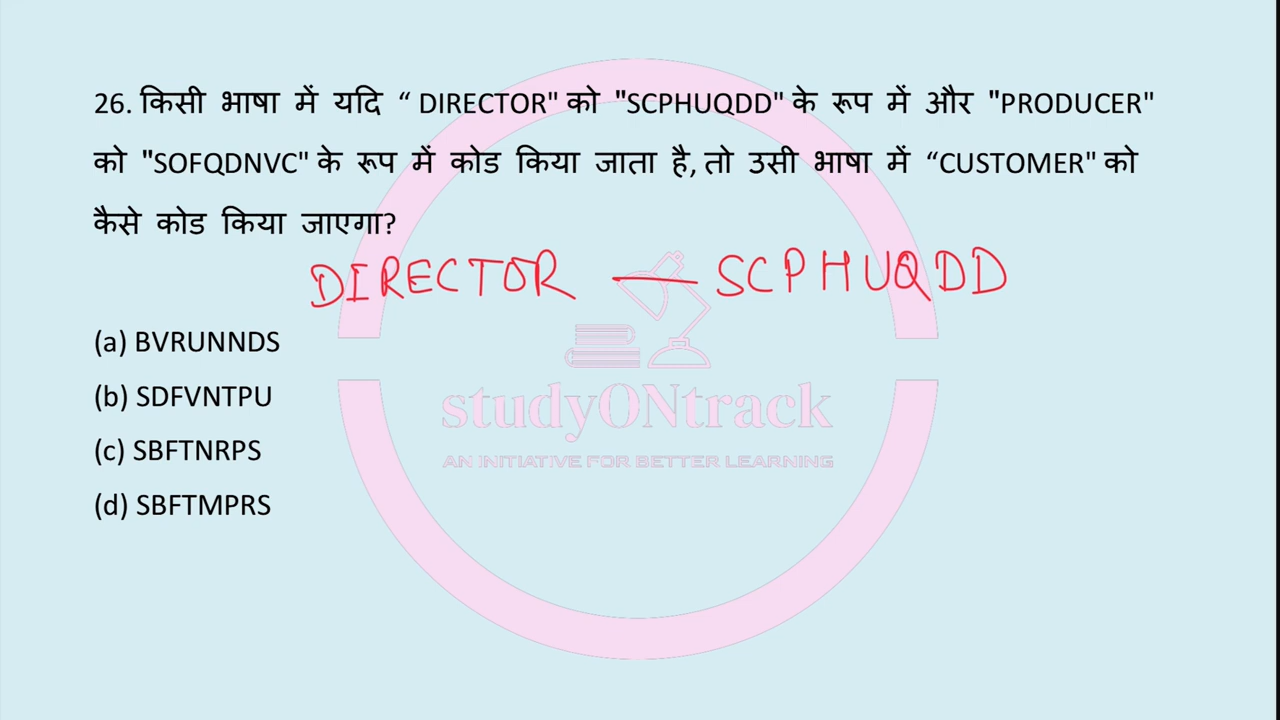 26. किसी भाषा में यदि “ DIRECTOR" को "SCPHUQDD" के रूप में और "PRODUCER"
को "SOFQDNVC" के रूप में कोड किया जाता है, तो उसी भाषा में “CUSTOMER" को
कैसे कोड किया जाएगा?
DIRECTOR — SCPHUQDD
(a) BVRUNNDS
(b) SDFVNTPU
(c) SBFTNRPS
(d) SBFTMPRS
studyONtrack
AN INITIATIVE FOR BETTER LEARNING